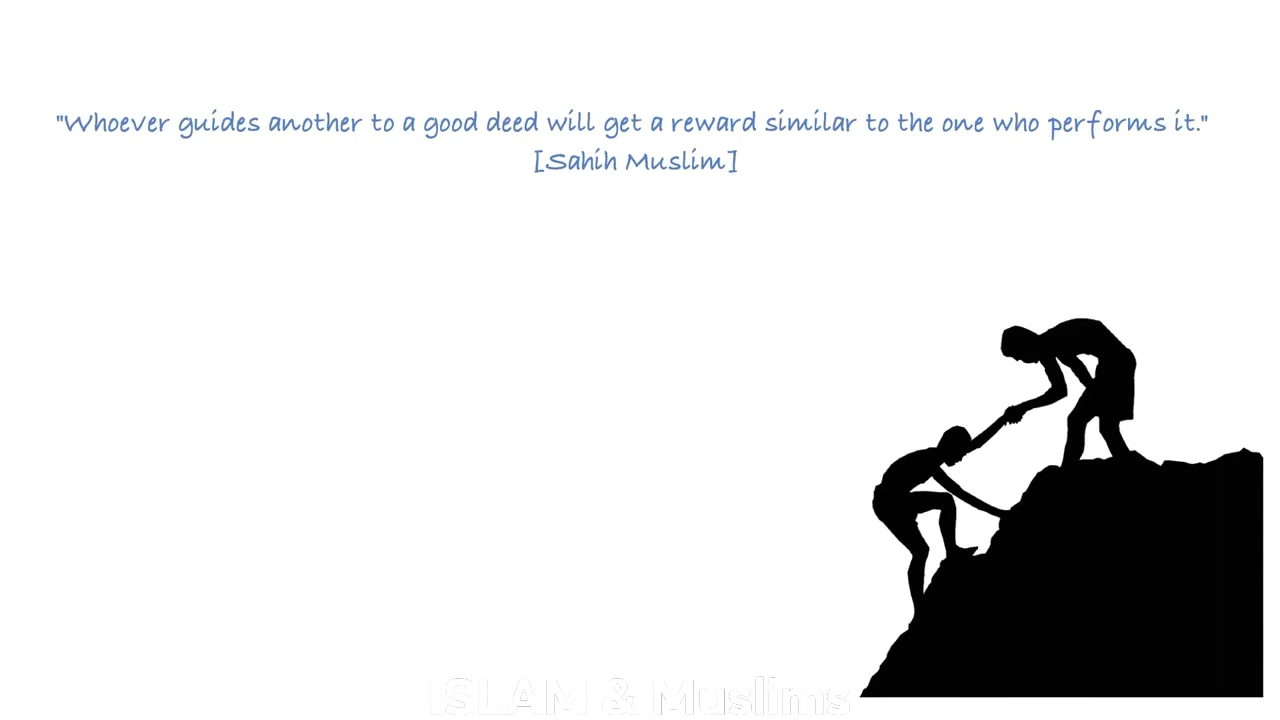 "Whoever guides another to a good deed will get a reward similar to the one who performs it."
[Sahih Muslim]
ISLAM & Muslims